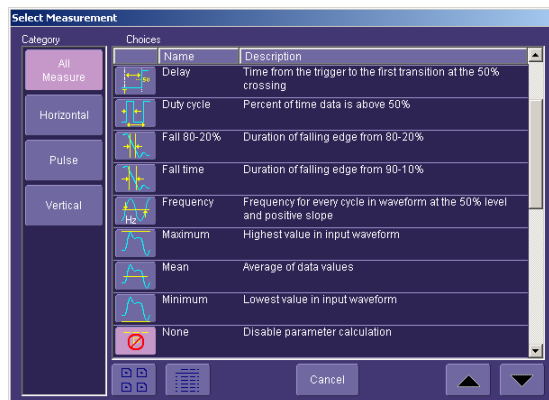 Select Measurement
Category
Choices
All
Measure
Horizontal
Pulse
Vertical
Name Description
50
Delay Time from the trigger to the first transition at the 50%
crossing
Duty cycle Percent of time data is above 50%
Fall 80-20% Duration of falling edge from 80-20%
Fall time Duration of falling edge from 90-10%
Hz
Frequency Frequency for every cycle in waveform at the 50% level
and positive slope
Maximum Highest value in input waveform
Mean Average of data values
Minimum Lowest value in input waveform
None Disable parameter calculation
Cancel